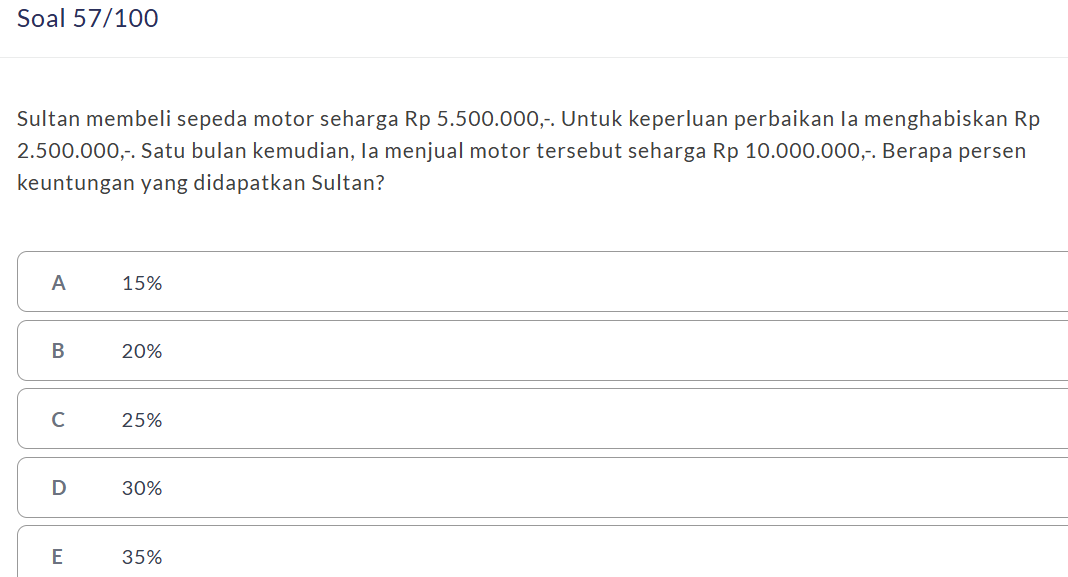 Soal 57/100
Sultan membeli sepeda motor seharga Rp 5.500.000,-. Untuk keperluan perbaikan Ia menghabiskan Rp
2.500.000,-. Satu bulan kemudian, Ia menjual motor tersebut seharga Rp 10.000.000,-. Berapa persen
keuntungan yang didapatkan Sultan?
A 15%
B 20%
C 25%
D 30%
E 35%